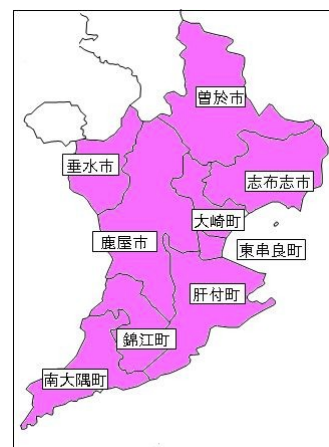 曽於市
垂水市
志布志市
大崎町
鹿屋市
東串良町
肝付町
錦江町
南大隅町